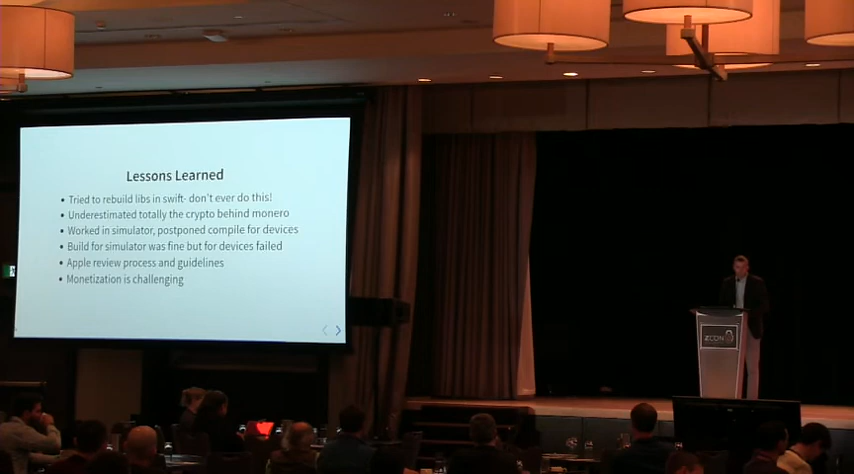 Lessons Learned
• Tried to rebuild libs in swift- don't ever do this!
• Underestimated totally the crypto behind monero
• Worked in simulator, postponed compile for devices
• Build for simulator was fine but for devices failed
• Apple review process and guidelines
• Monetization is challenging
ZCON